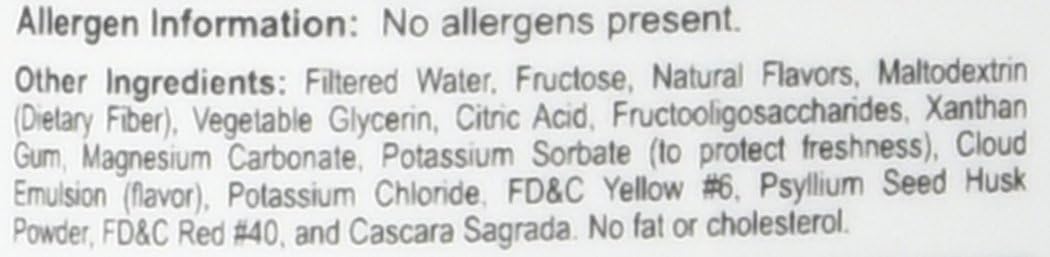 Allergen Information: No allergens present.
Other Ingredients: Filtered Water, Fructose, Natural Flavors, Maltodextrin
(Dietary Fiber), Vegetable Glycerin, Citric Acid, Fructooligosaccharides, Xanthan
Gum, Magnesium Carbonate, Potassium Sorbate (to protect freshness), Cloud
Emulsion (flavor), Potassium Chloride, FD&C Yellow #6, Psyllium Seed Husk
Powder, FD&C Red #40, and Cascara Sagrada. No fat or cholesterol.